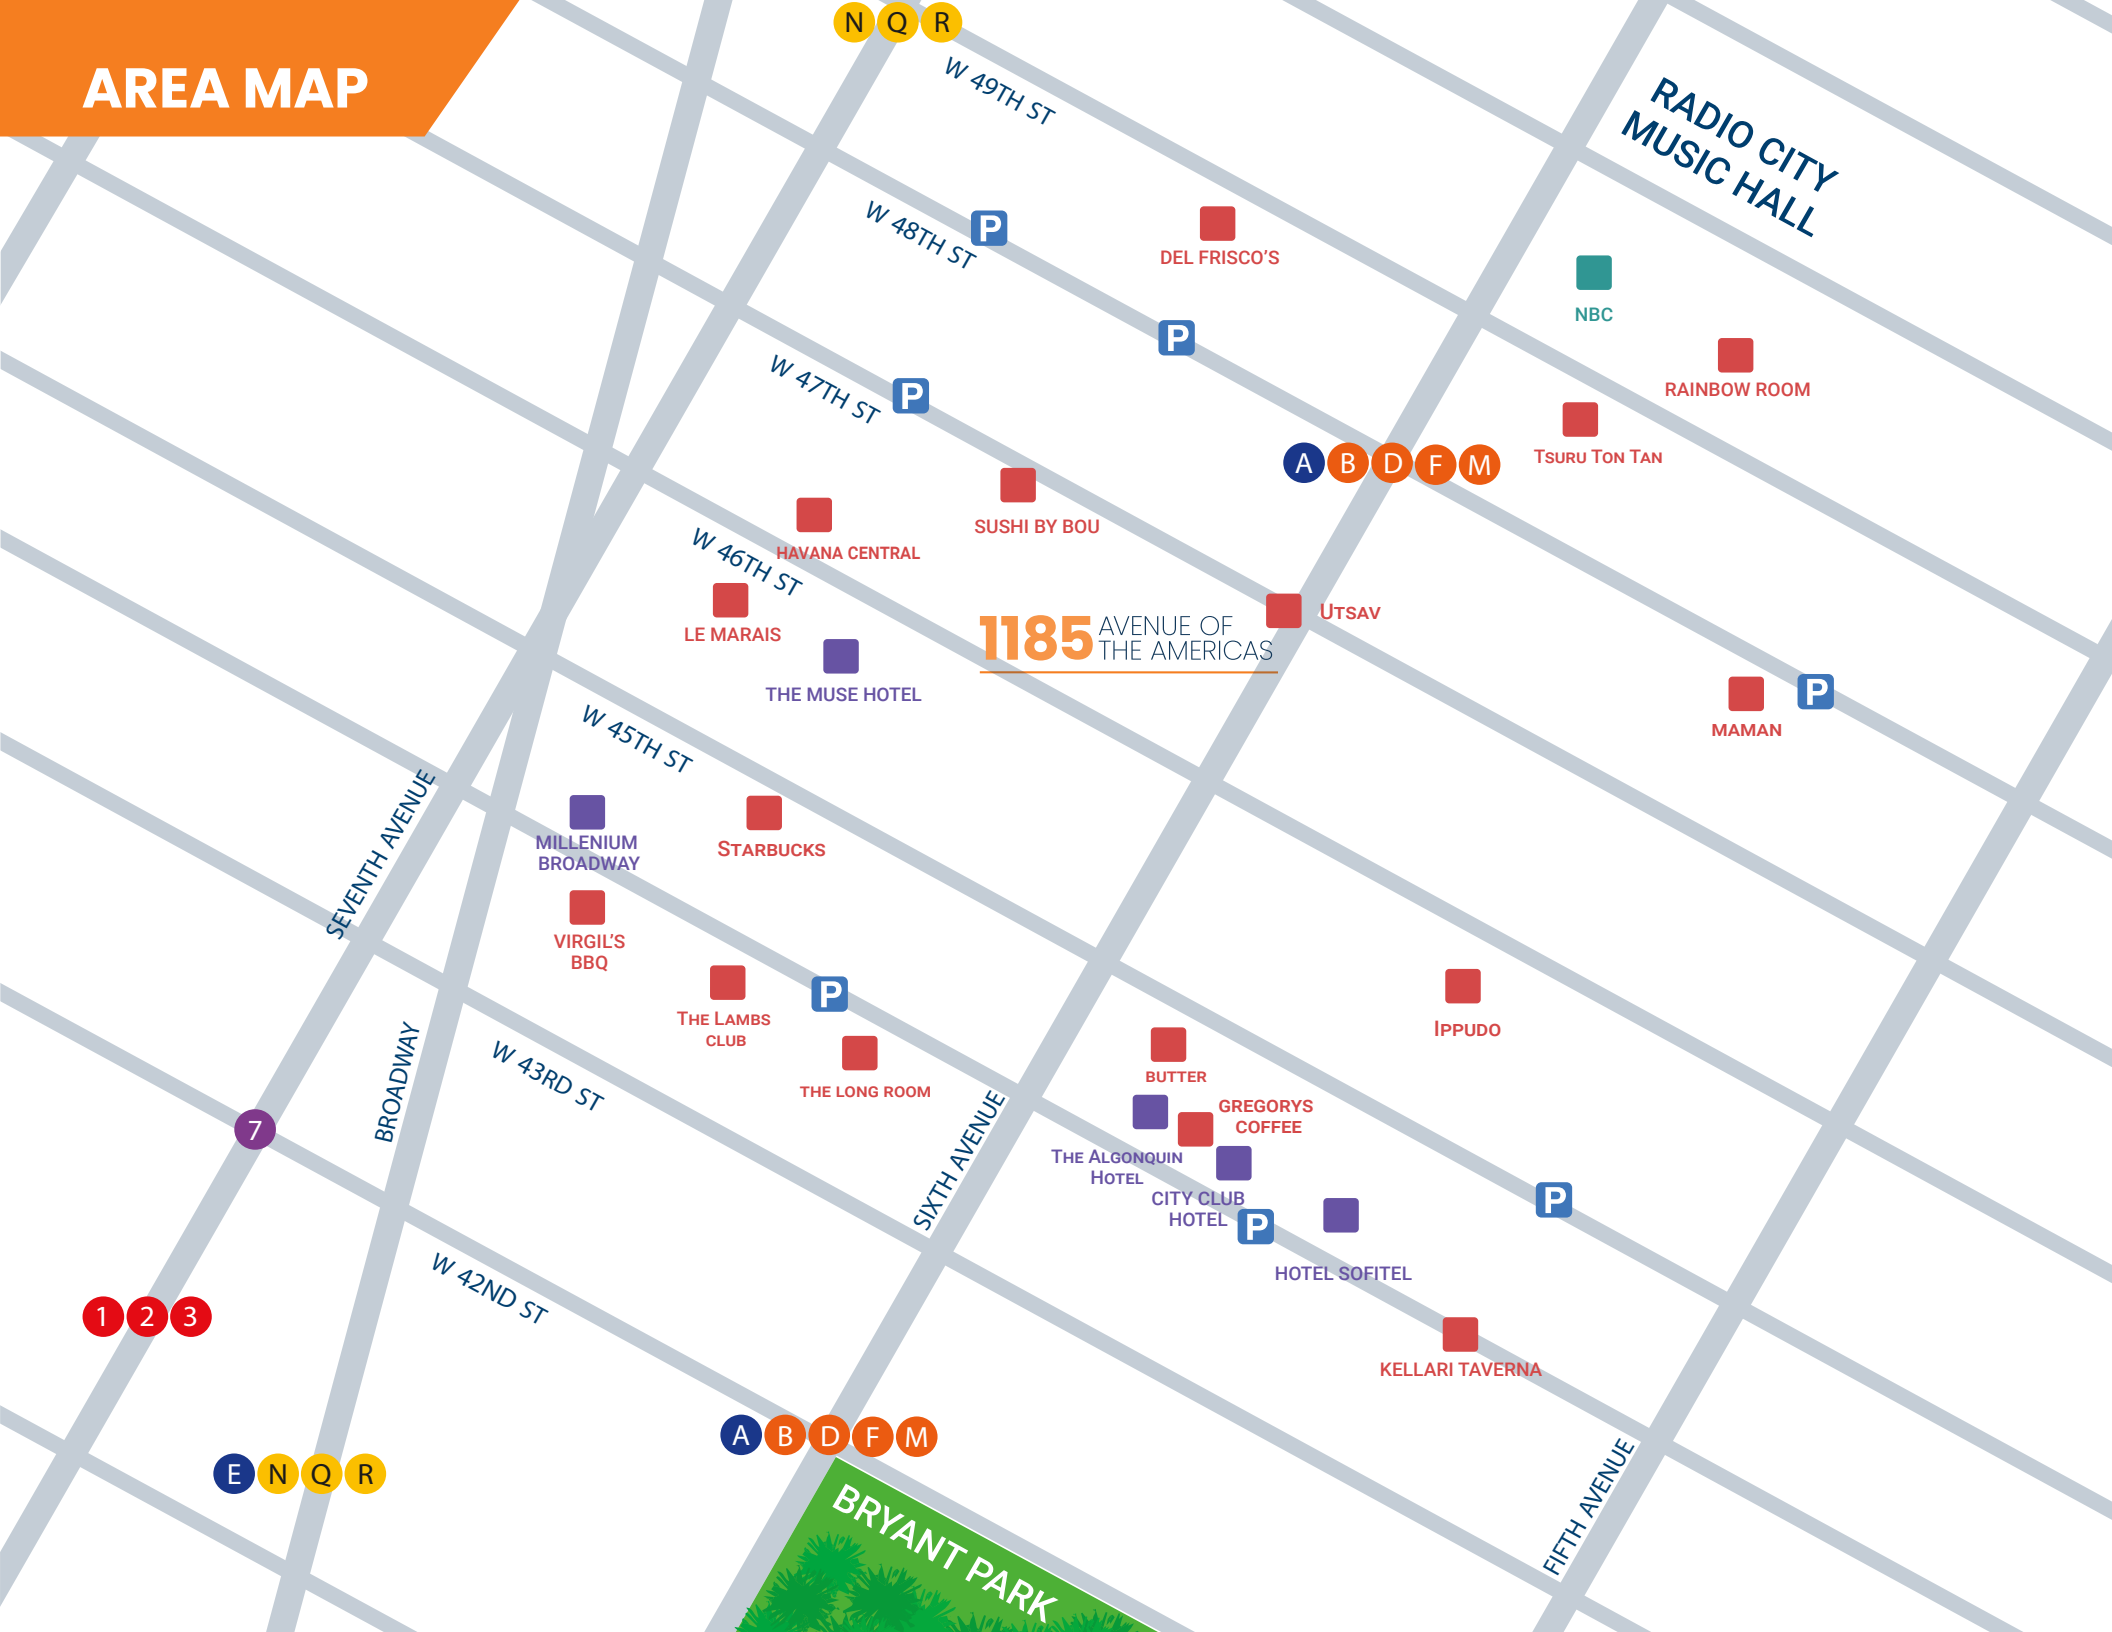 AREA MAP
N Q R
W 49TH ST
RADIO CITY
MUSIC HALL
W 48TH ST
P
DEL FRISCO'S
NBC
P
RAINBOW ROOM
W 47TH ST
P
TSURU TON TAN
A B D F M
SUSHI BY BOU
HAVANA CENTRAL
W 46TH ST
LE MARAIS
1185 AVENUE OF
THE AMERICAS
UTSAV
THE MUSE HOTEL
MAMAN
P
W 45TH ST
SEVENTH AVENUE
MILLENIUM
BROADWAY
STARBUCKS
VIRGIL'S
BBQ
THE LAMBS
CLUB
P
THE LONG ROOM
IPPUDO
BUTTER
GREGORYS
COFFEE
THE ALGONQUIN
HOTEL
CITY CLUB
HOTEL
P
P
HOTEL SOFITEL
BROADWAY
W 43RD ST
SIXTH AVENUE
7
W 42ND ST
1 2 3
KELLARI TAVERNA
A B D F M
E N Q R
BRYANT PARK
FIFTH AVENUE